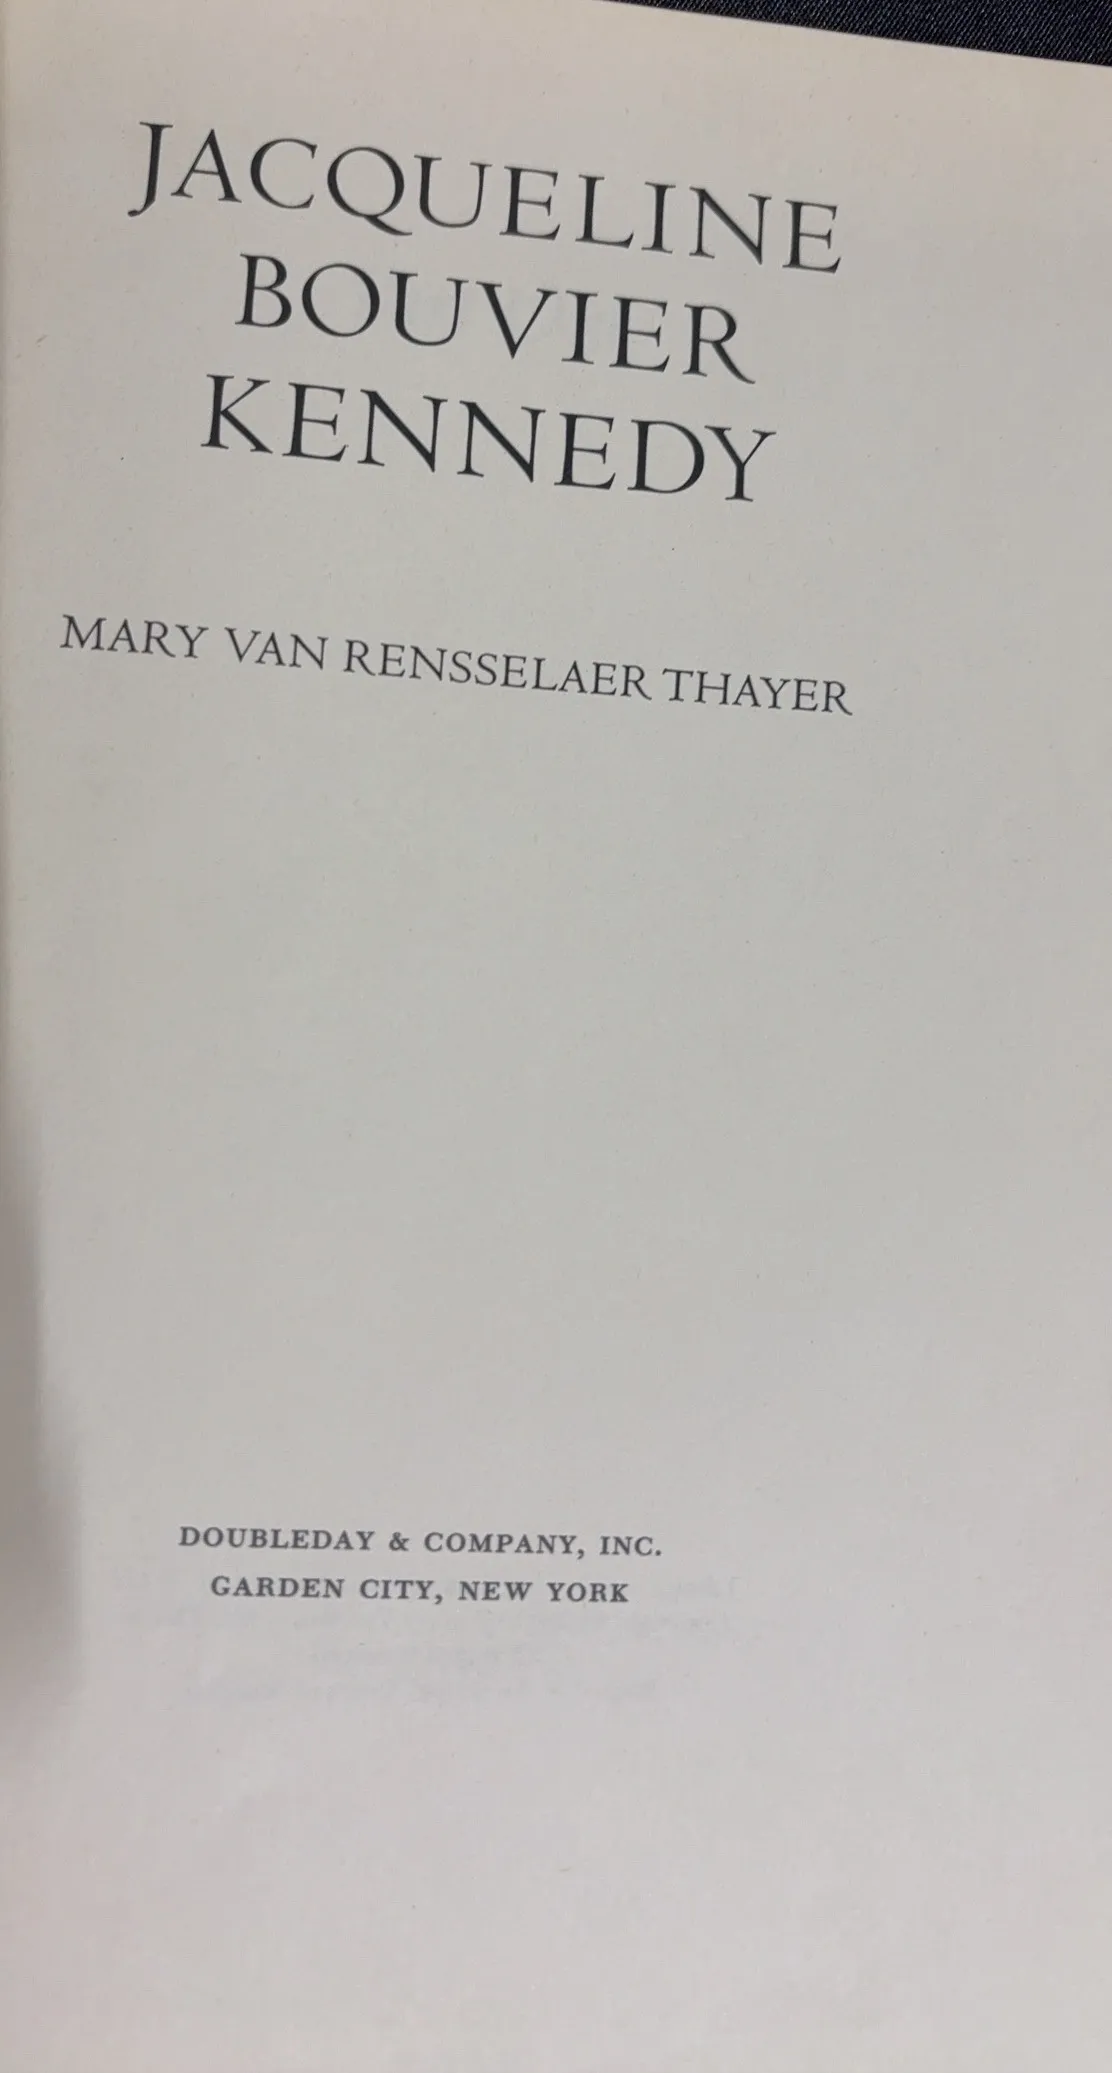 JACQUELINE
BOUVIER
KENNEDY
MARY VAN RENSSELAER THAYER
DOUBLEDAY & COMPANY, INC.
GARDEN CITY, NEW YORK